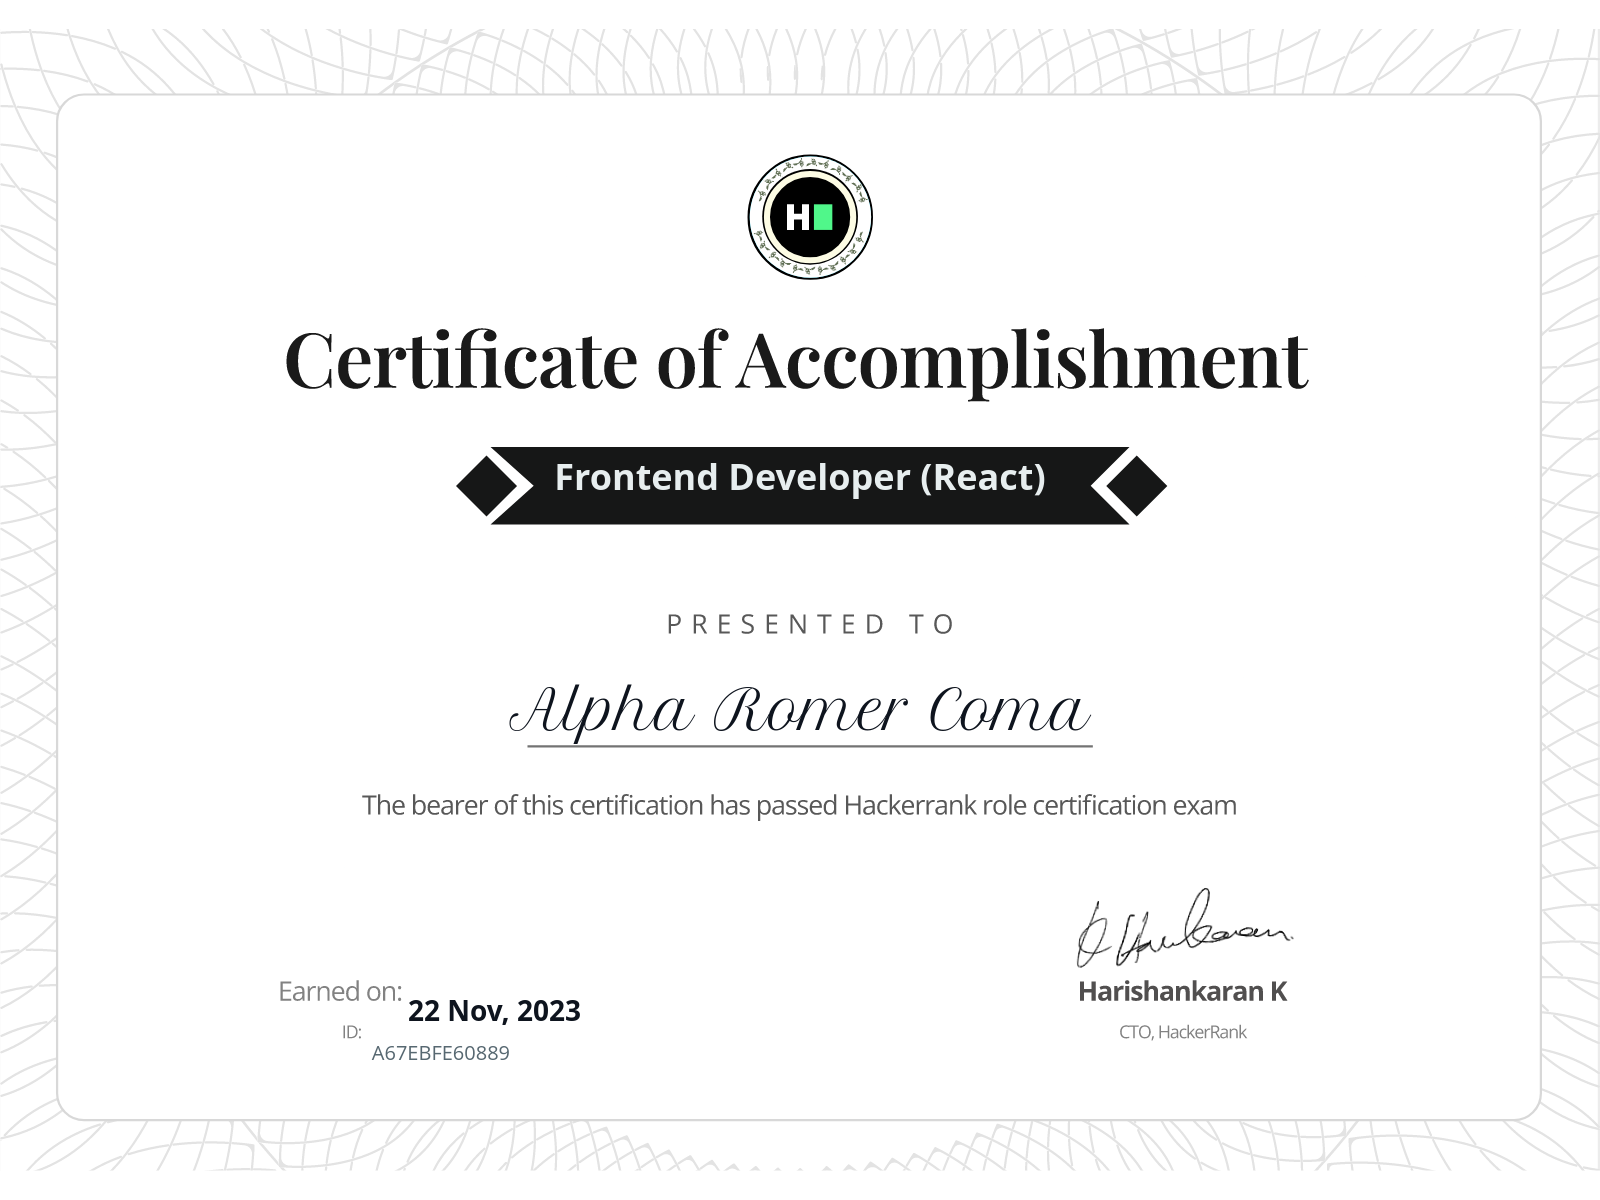 H
Certificate of Accomplishment
Frontend Developer (React)
PRESENTED TO
Alpha Romer Coma
The bearer of this certification has passed Hackerrank role certification exam
Earned on: 22 Nov, 2023
ID: A67EBFE60889
Harishankaran K
CTO, HackerRank